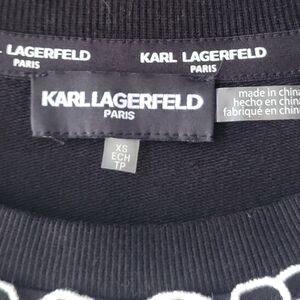 KARL LAGERFELD
PARIS
KARL LAGERFELD
PARIS
KARL LAGERFELD
PARIS
made in china
hecho en china
fabriqué en chine
XS
ECH
TP